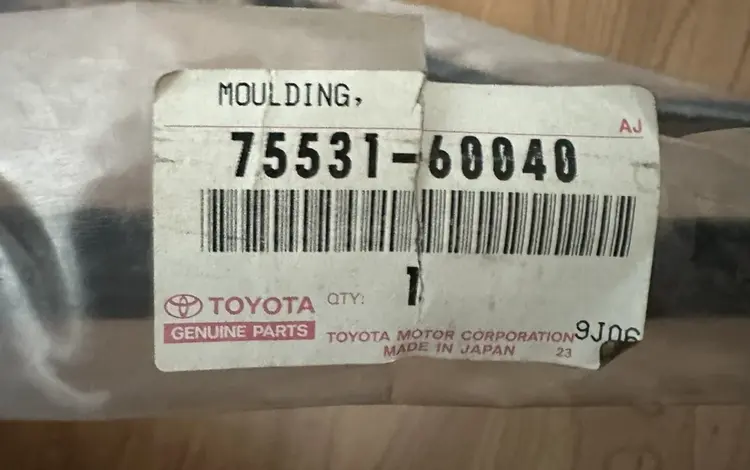 MOULDING,
AJ
75531-60040
TOYOTA
GENUINE PARTS
QTY: 1
TOYOTA MOTOR CORPORATION 9J06
MADE IN JAPAN 23